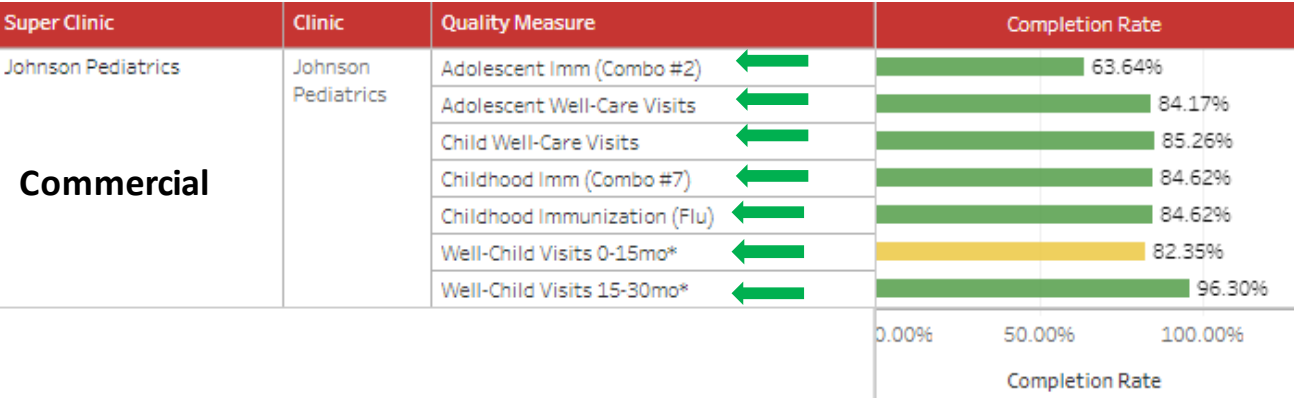 Super Clinic Clinic Quality Measure Completion Rate
Johnson Pediatrics Johnson Pediatrics Adolescent Imm (Combo #2) 63.64%
Adolescent Well-Care Visits 84.17%
Child Well-Care Visits 85.26%
Commercial Childhood Imm (Combo #7) 84.62%
Childhood Immunization (Flu) 84.62%
Well-Child Visits 0-15mo* 82.35%
Well-Child Visits 15-30mo* 96.30%
0.00% 50.00% 100.00%
Completion Rate